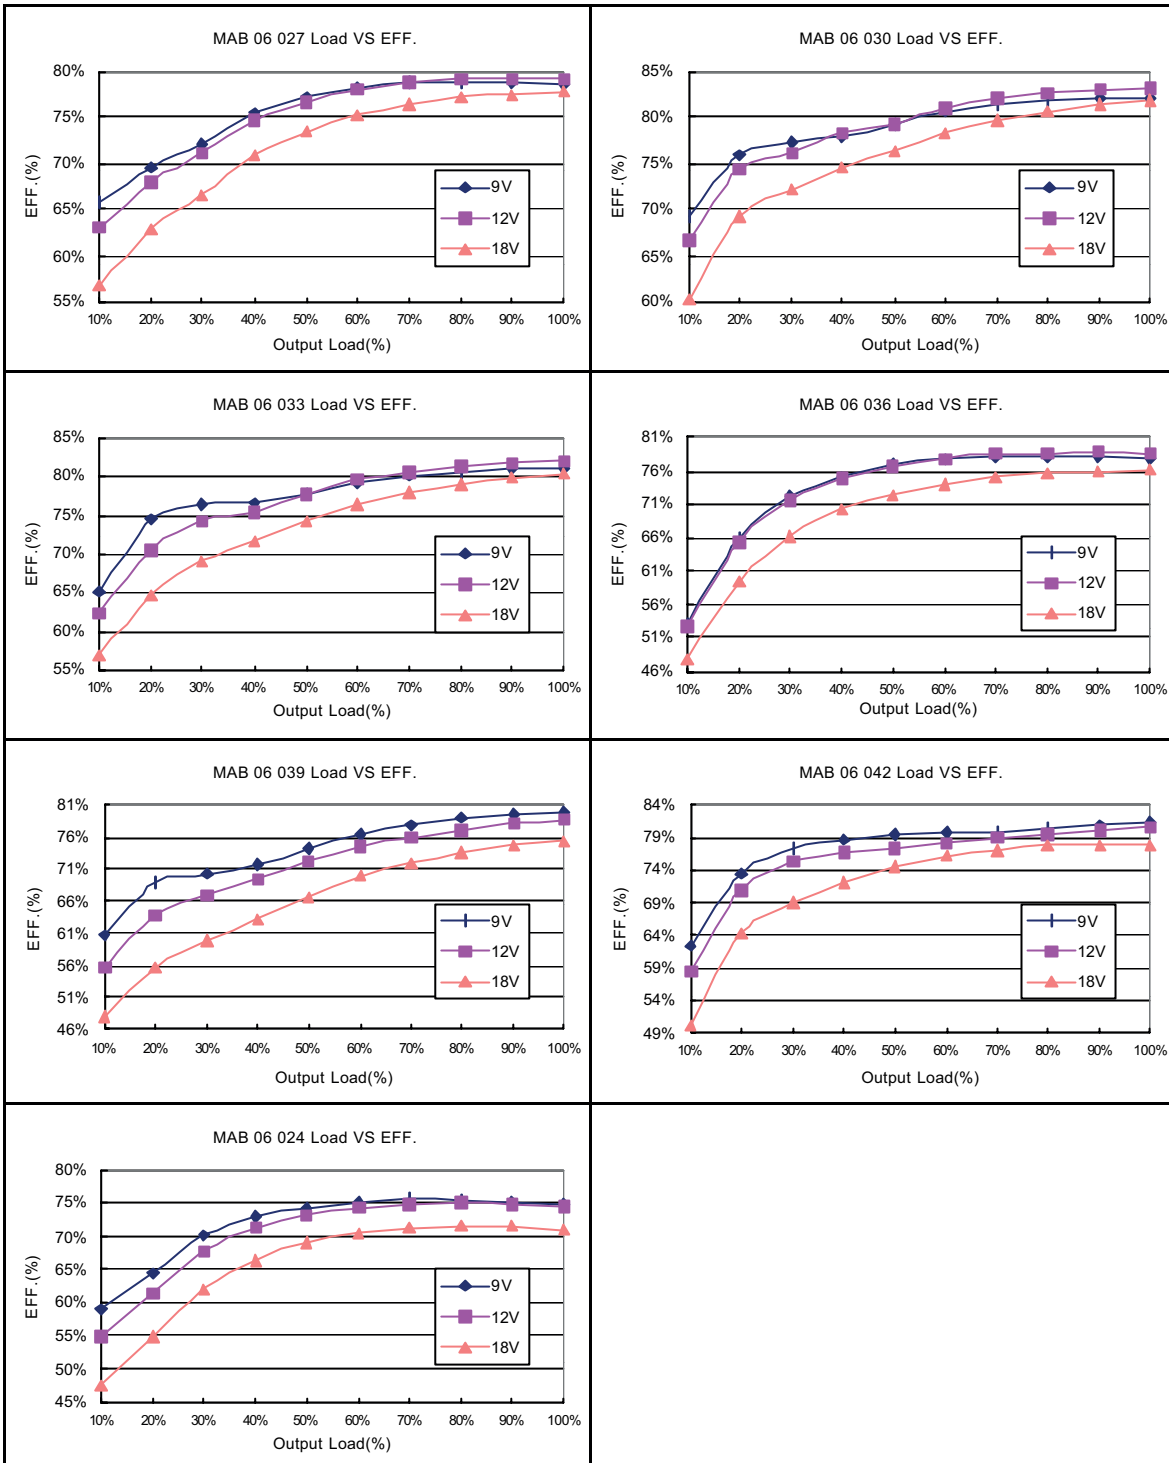 MAB 06 027 Load VS EFF.
80%
75%
70%
65%
60%
55%
EFF.(%)
9V
12V
18V
10% 20% 30% 40% 50% 60% 70% 80% 90% 100%
Output Load(%)
MAB 06 030 Load VS EFF.
85%
80%
75%
70%
65%
60%
EFF.(%)
9V
12V
18V
10% 20% 30% 40% 50% 60% 70% 80% 90% 100%
Output Load(%)
MAB 06 033 Load VS EFF.
85%
80%
75%
70%
65%
60%
55%
EFF.(%)
9V
12V
18V
10% 20% 30% 40% 50% 60% 70% 80% 90% 100%
Output Load(%)
MAB 06 036 Load VS EFF.
81%
76%
71%
66%
61%
56%
51%
46%
EFF.(%)
9V
12V
18V
10% 20% 30% 40% 50% 60% 70% 80% 90% 100%
Output Load(%)
MAB 06 039 Load VS EFF.
81%
76%
71%
66%
61%
56%
51%
46%
EFF.(%)
9V
12V
18V
10% 20% 30% 40% 50% 60% 70% 80% 90% 100%
Output Load(%)
MAB 06 042 Load VS EFF.
84%
79%
74%
69%
64%
59%
54%
49%
EFF.(%)
9V
12V
18V
10% 20% 30% 40% 50% 60% 70% 80% 90% 100%
Output Load(%)
MAB 06 024 Load VS EFF.
80%
75%
70%
65%
60%
55%
50%
45%
EFF.(%)
9V
12V
18V
10% 20% 30% 40% 50% 60% 70% 80% 90% 100%
Output Load(%)